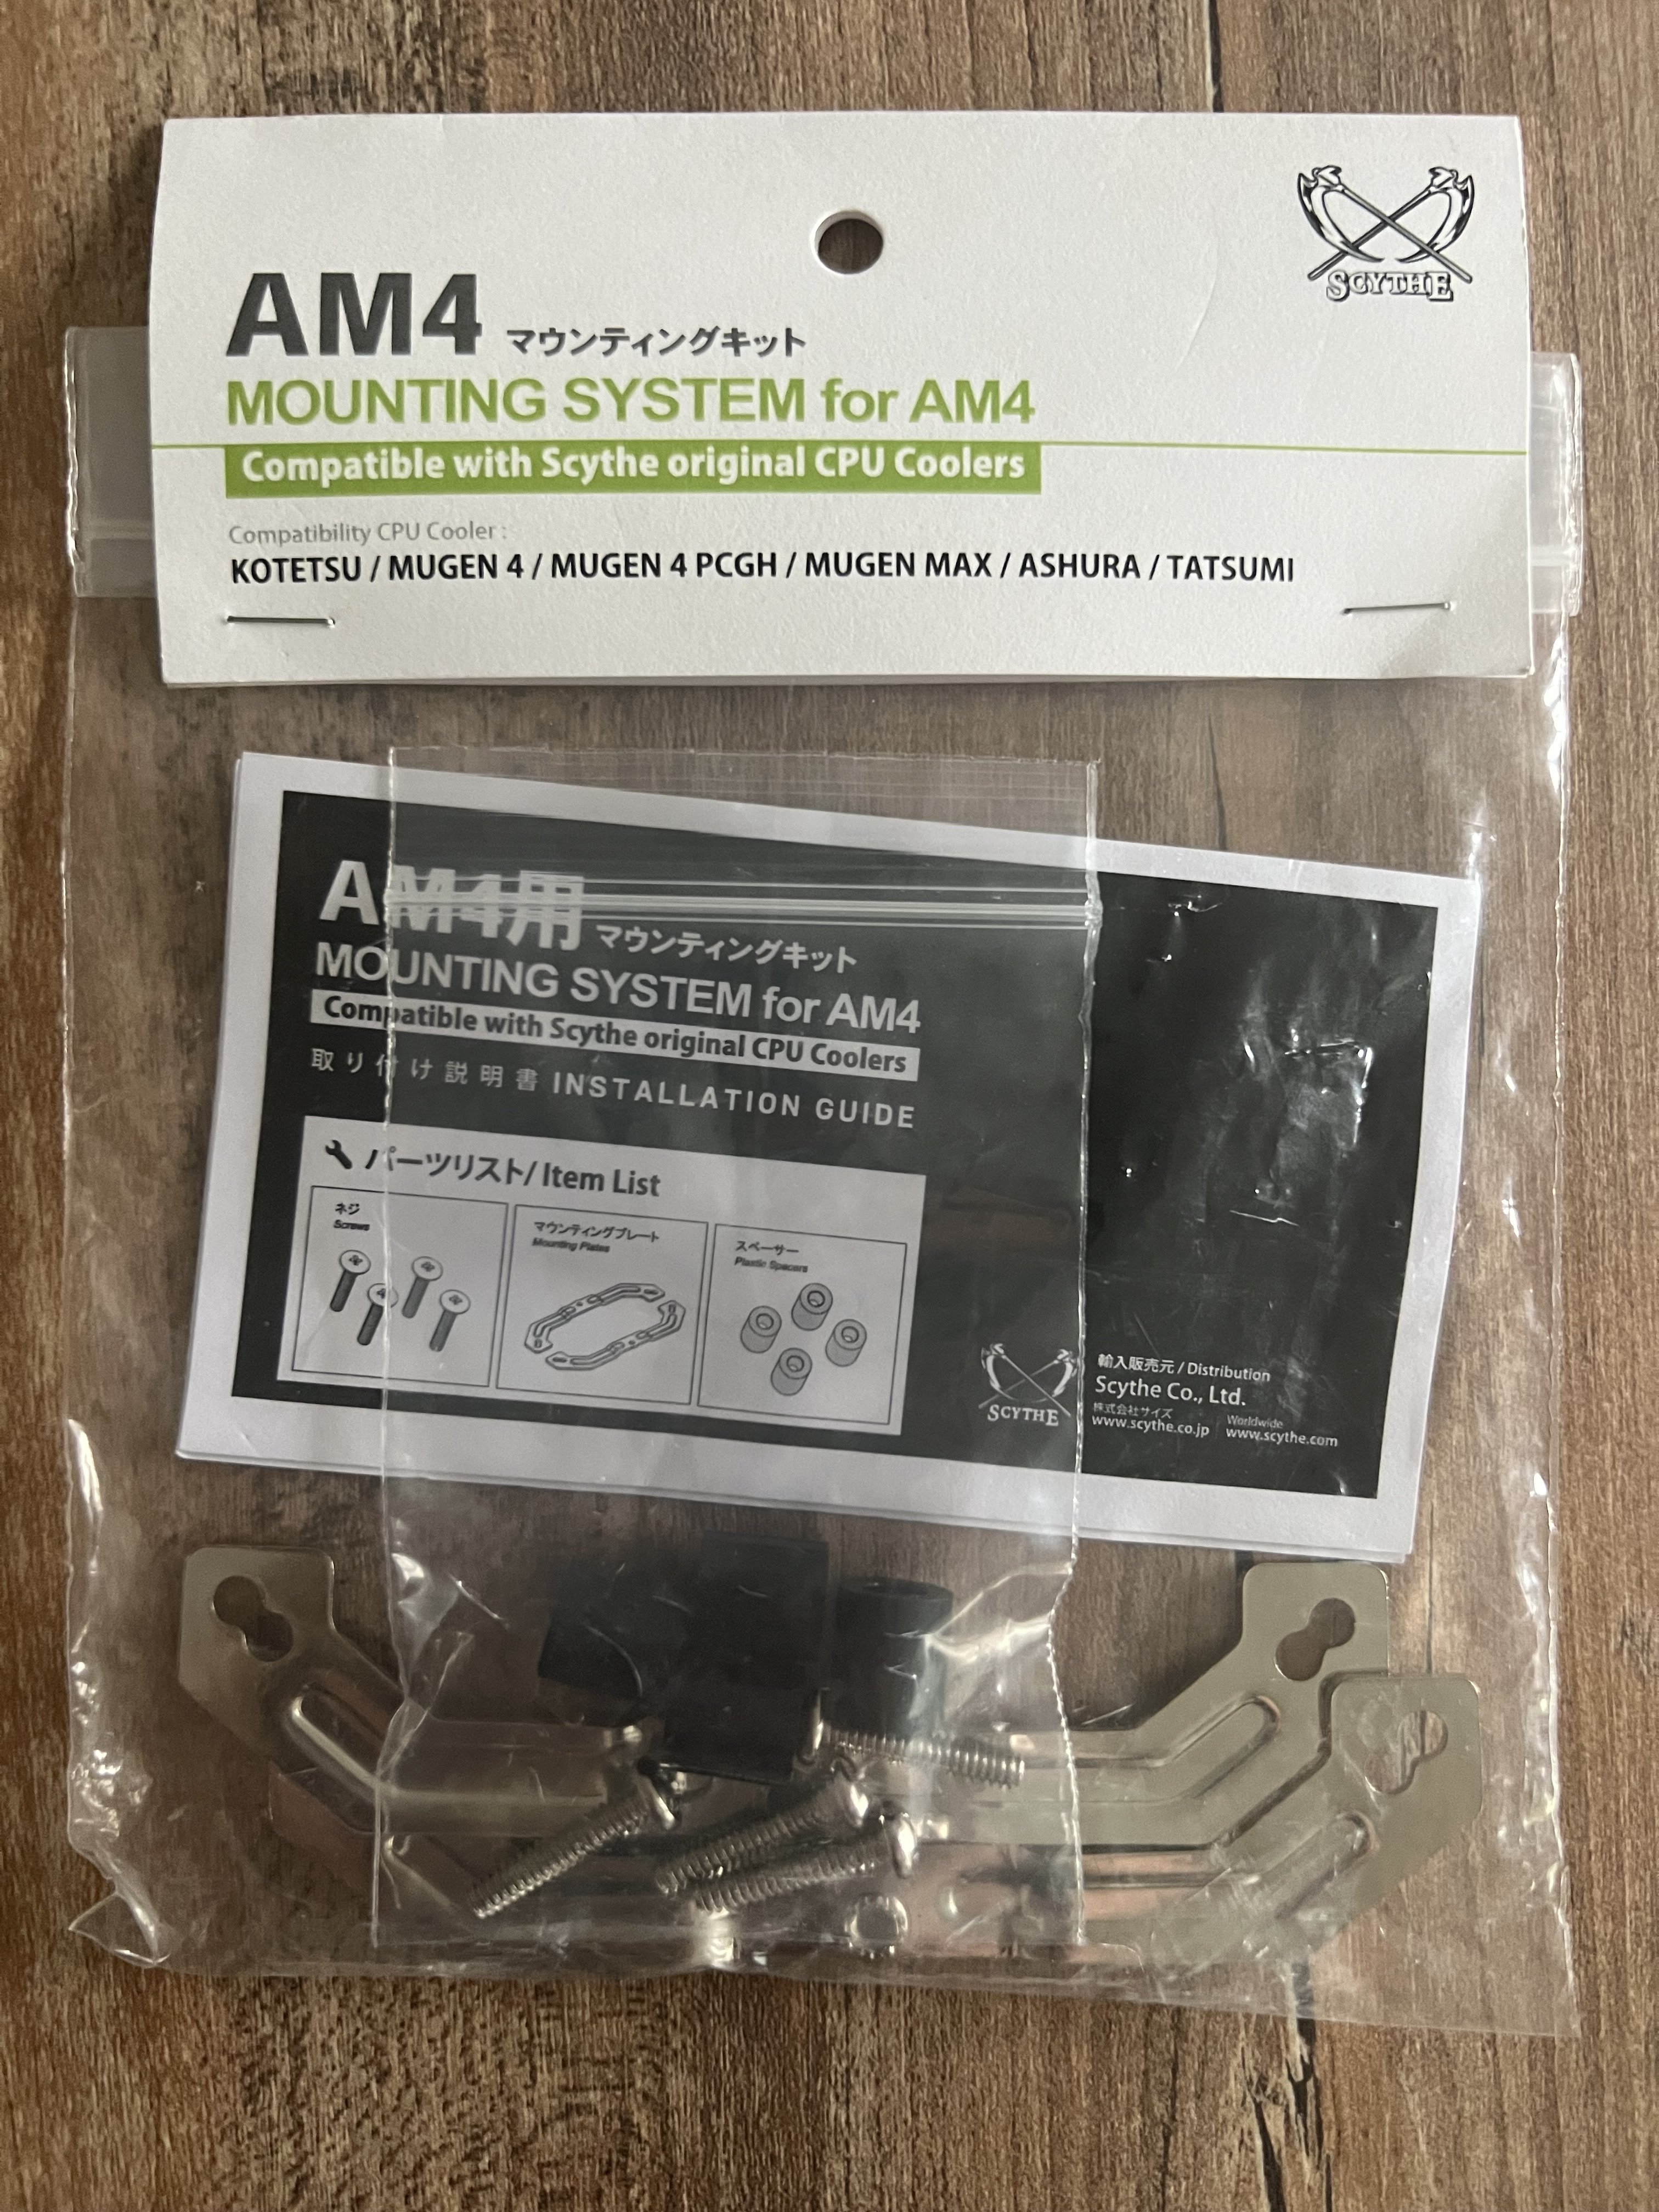 SCYTHE
AM4 マウンティングキット
MOUNTING SYSTEM for AM4
Compatible with Scythe original CPU Coolers
Compatibility CPU Cooler :
KOTETSU / MUGEN 4 / MUGEN 4 PCGH / MUGEN MAX / ASHURA / TATSUMI
AM4用 マウンティングキット
MOUNTING SYSTEM for AM4
Compatible with Scythe original CPU Coolers
取り付け説明書 INSTALLATION GUIDE
パーツリスト/ Item List
ネジ
Screws
マウンティングプレート
Mounting Plates
スペーサー
Plastic Spacers
SCYTHE
輸入販売元 / Distribution
Scythe Co., Ltd.
株式会社サイズ
www.scythe.co.jp
Worldwide
www.scythe.com